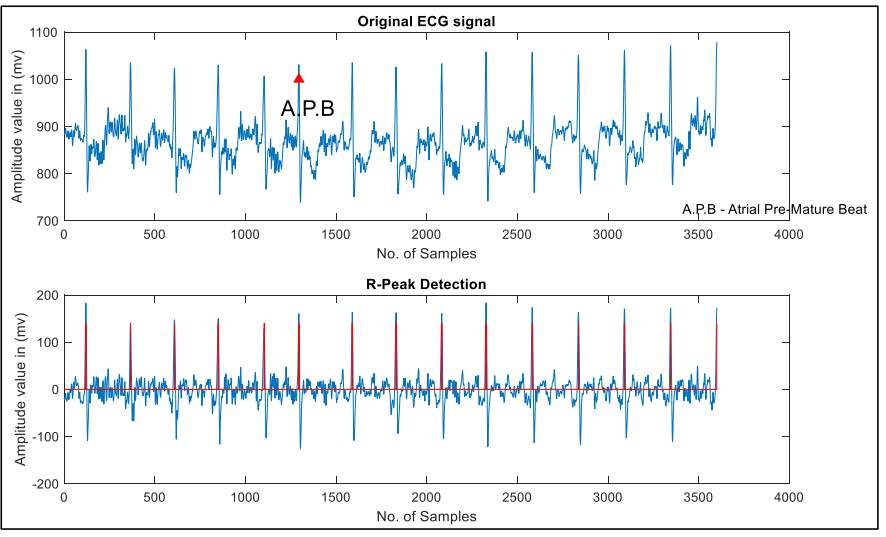 Original ECG signal
Amplitude value in (mv)
1100
1000
900
800
700
A.P.B
A.P.B - Atrial Pre-Mature Beat
0 500 1000 1500 2000 2500 3000 3500 4000
No. of Samples
R-Peak Detection
Amplitude value in (mv)
200
100
0
-100
-200
0 500 1000 1500 2000 2500 3000 3500 4000
No. of Samples